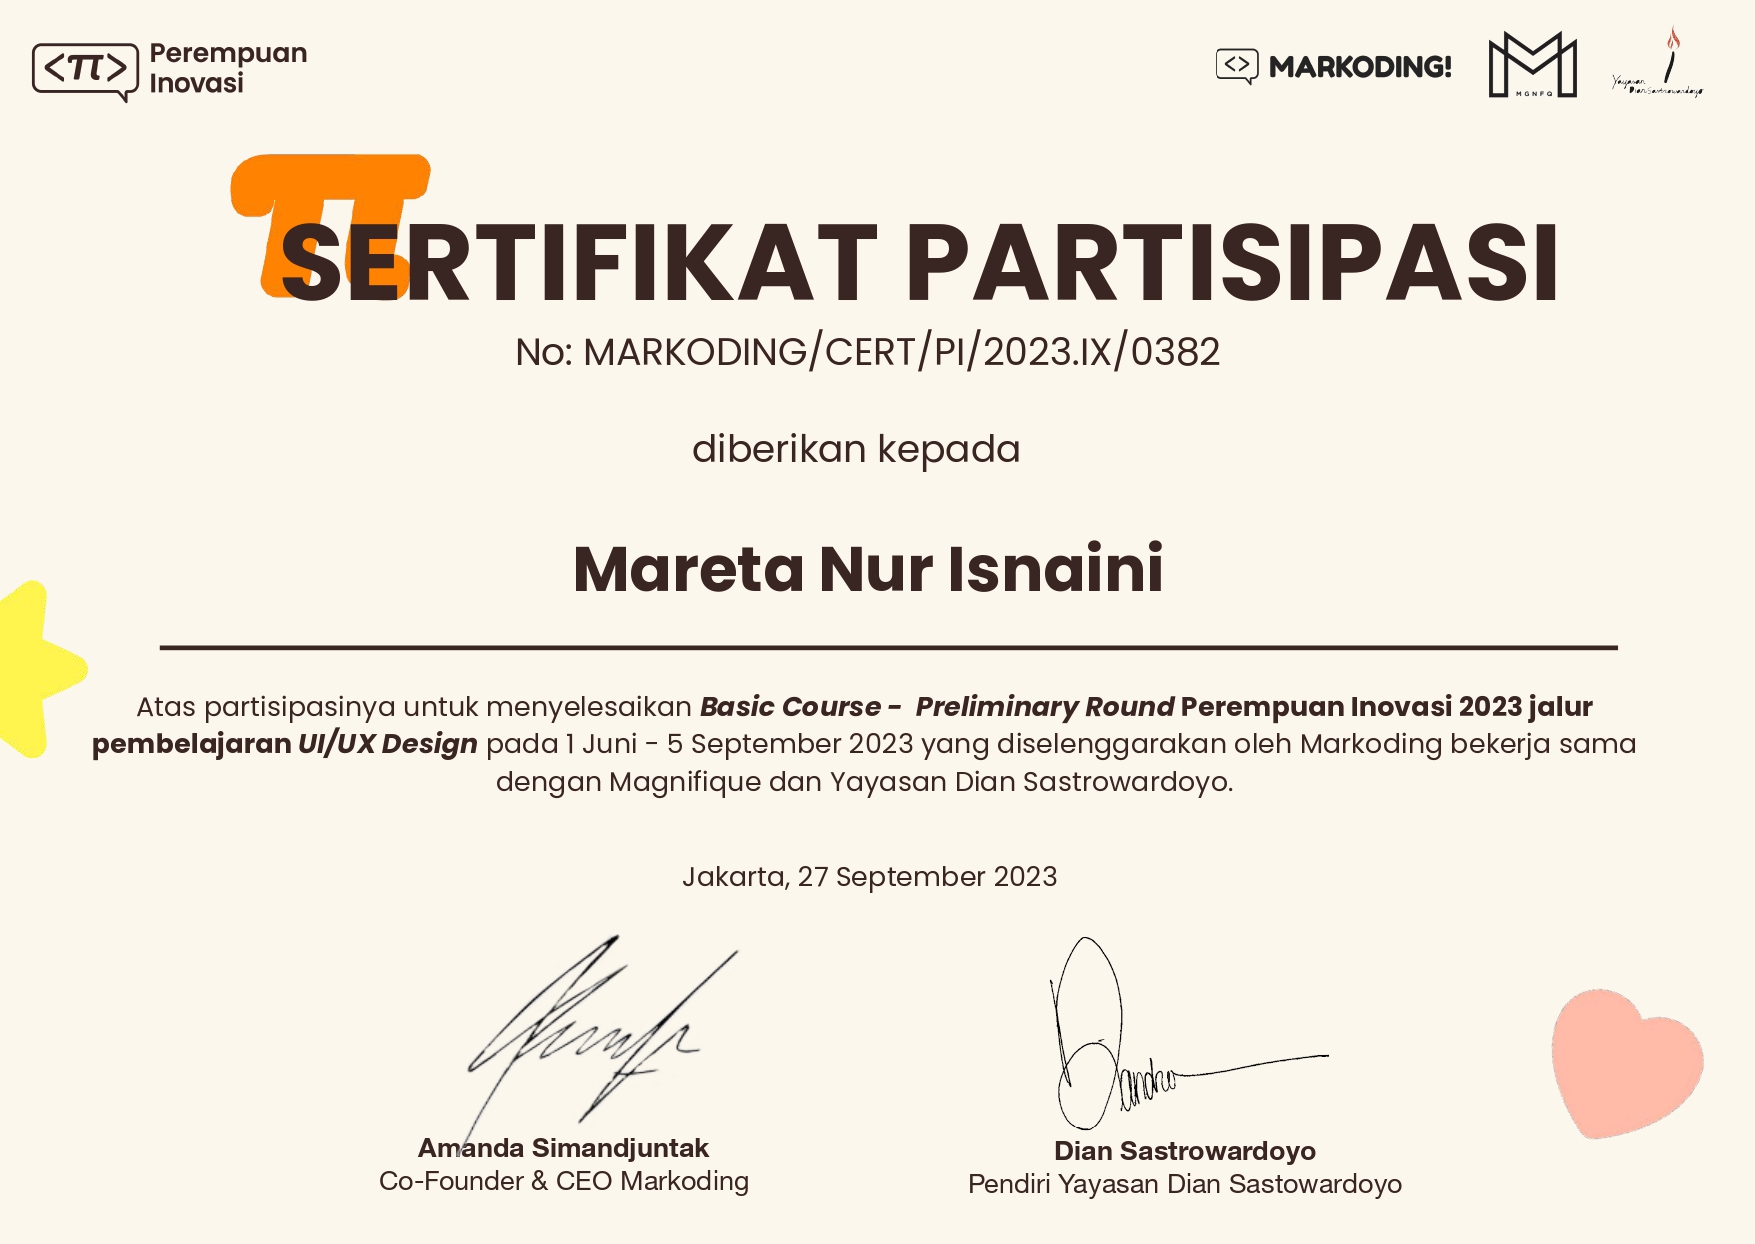 <π> Perempuan
Inovasi
<> MARKODING!
MGNFQ
Yayasan
Dian Sastrowardoyo
π
SERTIFIKAT PARTISIPASI
No: MARKODING/CERT/PI/2023.IX/0382
diberikan kepada
Mareta Nur Isnaini
Atas partisipasinya untuk menyelesaikan Basic Course - Preliminary Round Perempuan Inovasi 2023 jalur
pembelajaran UI/UX Design pada 1 Juni - 5 September 2023 yang diselenggarakan oleh Markoding bekerja sama
dengan Magnifique dan Yayasan Dian Sastrowardoyo.
Jakarta, 27 September 2023
Amanda Simandjuntak
Co-Founder & CEO Markoding
Dian Sastrowardoyo
Pendiri Yayasan Dian Sastowardoyo